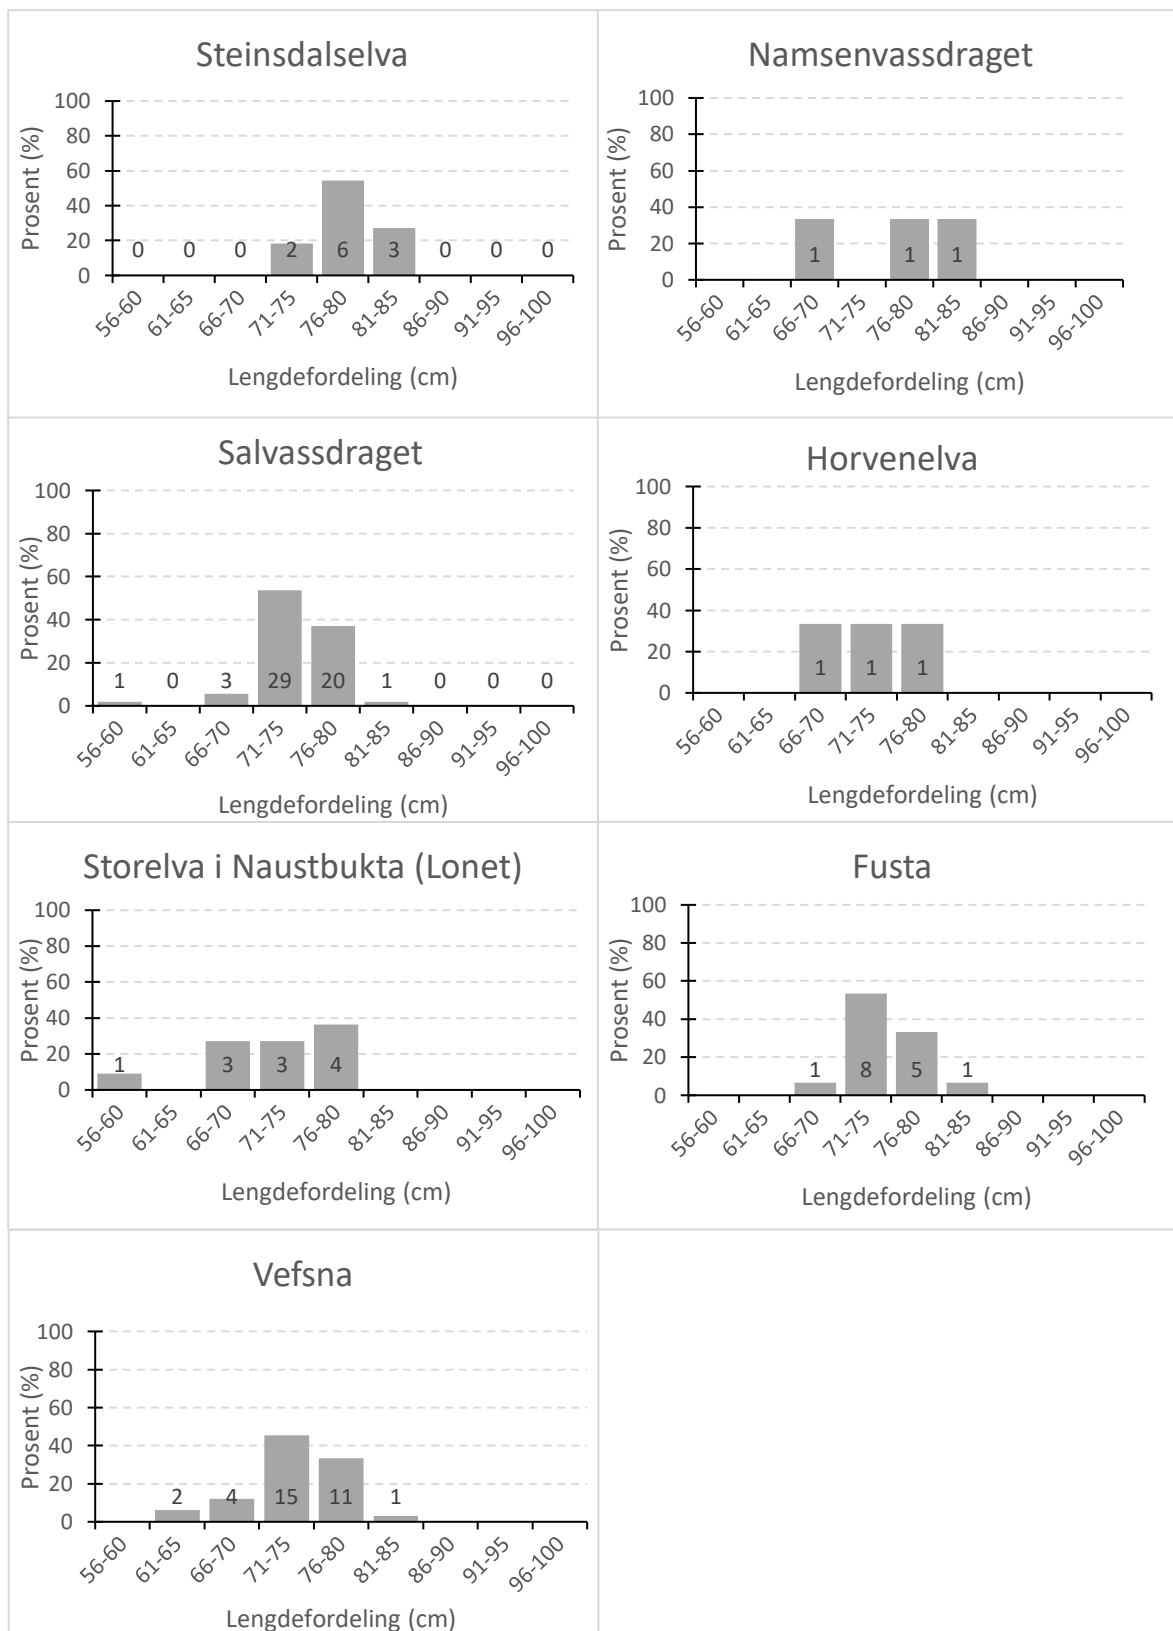 Steinsdalselva
Prosent (%)
100
80
60
40
20
0
0 0 0 2 6 3 0 0 0
56-60 61-65 66-70 71-75 76-80 81-85 86-90 91-95 96-100
Lengdefordeling (cm)
Namsenvassdraget
Prosent (%)
100
80
60
40
20
0
1 1 1
56-60 61-65 66-70 71-75 76-80 81-85 86-90 91-95 96-100
Lengdefordeling (cm)
Salvassdraget
Prosent (%)
100
80
60
40
20
0
1 0 3 29 20 1 0 0 0
56-60 61-65 66-70 71-75 76-80 81-85 86-90 91-95 96-100
Lengdefordeling (cm)
Horvenelva
Prosent (%)
100
80
60
40
20
0
1 1 1
56-60 61-65 66-70 71-75 76-80 81-85 86-90 91-95 96-100
Lengdefordeling (cm)
Storelva i Naustbukta (Lonet)
Prosent (%)
100
80
60
40
20
0
1 3 3 4
56-60 61-65 66-70 71-75 76-80 81-85 86-90 91-95 96-100
Lengdefordeling (cm)
Fusta
Prosent (%)
100
80
60
40
20
0
1 8 5 1
56-60 61-65 66-70 71-75 76-80 81-85 86-90 91-95 96-100
Lengdefordeling (cm)
Vefsna
Prosent (%)
100
80
60
40
20
0
2 4 15 11 1
56-60 61-65 66-70 71-75 76-80 81-85 86-90 91-95 96-100
Lengdefordeling (cm)